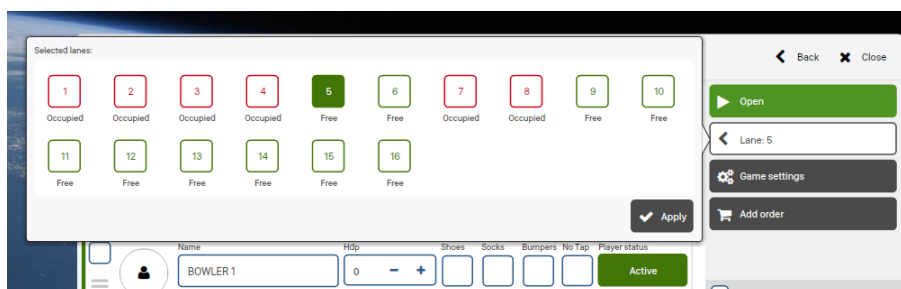 Selected lanes:
1 2 3 4 5 6 7 8 9 10
Occupied Occupied Occupied Occupied Free Free Occupied Occupied Free Free
11 12 13 14 15 16
Free Free Free Free Free Free
Apply
Back Close
Open
Lane: 5
Game settings
Add order
Name Hdp Shoes Socks Bumpers No Tap Player status
BOWLER 1 0 − + Active